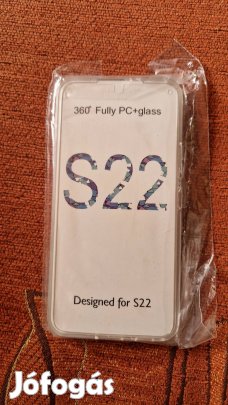 360° Fully PC+glass
S22
Designed for S22
Jófogás